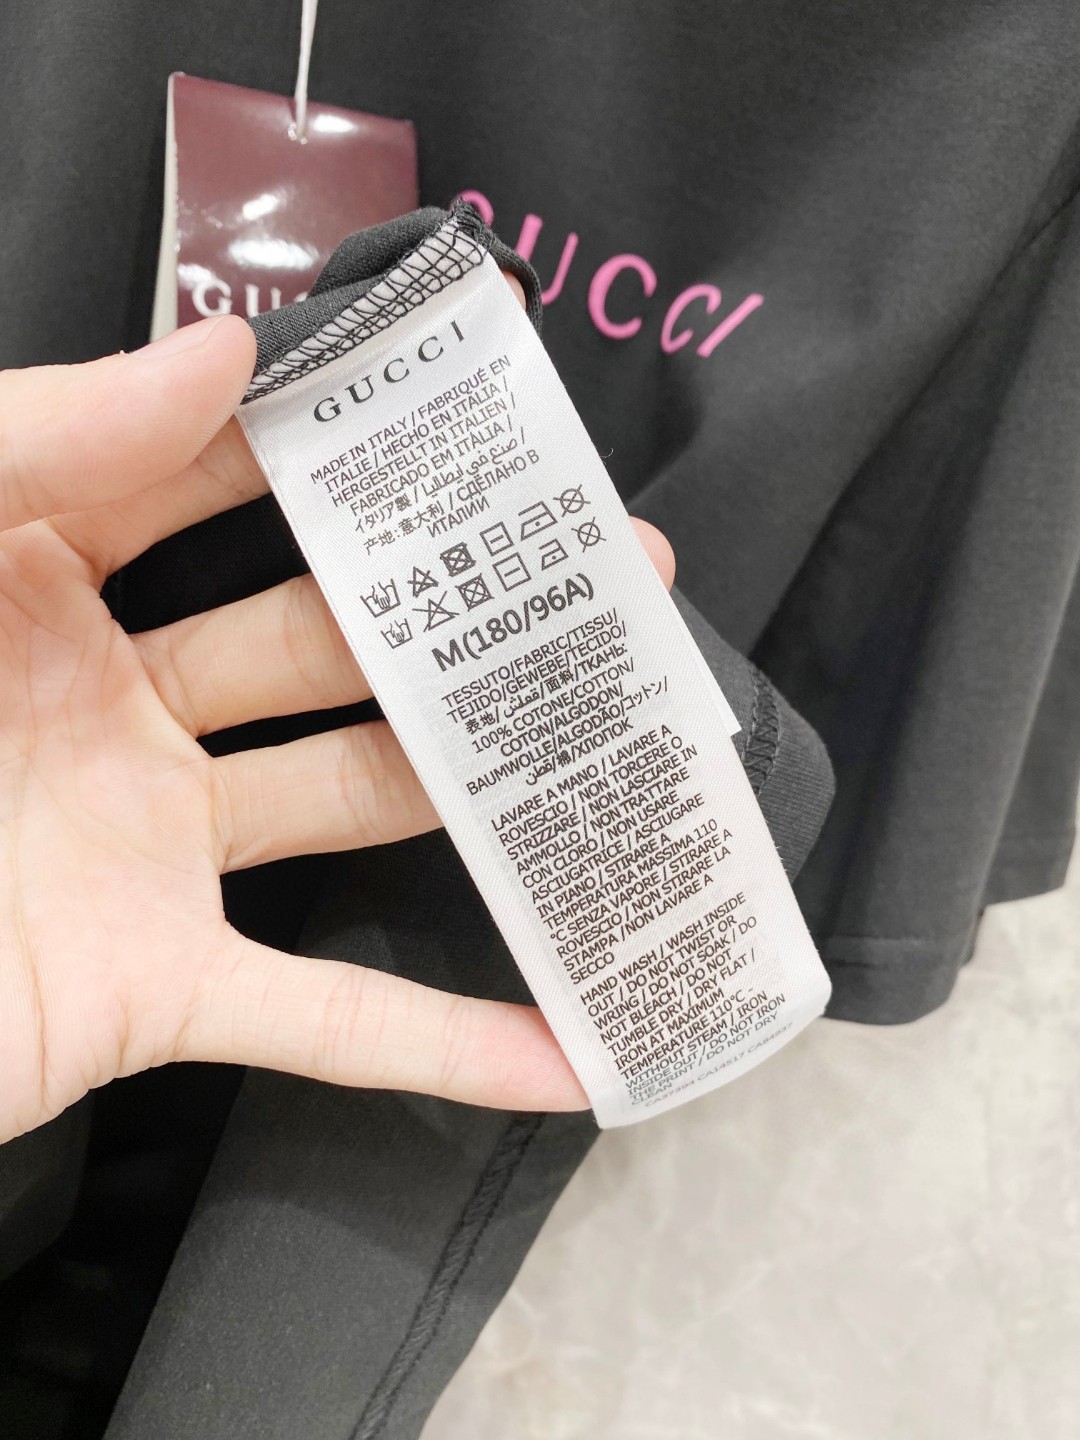 GUCCI
GUCCI
MADE IN ITALY / FABRIQUÉ EN
ITALIE / HECHO EN ITALIA /
HERGESTELLT IN ITALIEN /
FABRICADO EM ITÁLIA /
イタリア製 / صنع في ايطاليا /
产地:意大利 / СДЕЛАНО В
ИТАЛИИ
M(180/96A)
TESSUTO/FABRIC/TISSU/
TEJIDO/GEWEBE/TECIDO/
表地/قماش/面料/ТКАНЬ:
100% COTONE/COTTON/
COTON/ALGODON/
BAUMWOLLE/ALGODÃO/コットン/
قطن/棉/ХЛОПОК
LAVARE A MANO / LAVARE A
ROVESCIO / NON TORCERE O
STRIZZARE / NON LASCIARE IN
AMMOLLO / NON TRATTARE
CON CLORO / NON USARE
ASCIUGATRICE / ASCIUGARE
IN PIANO / STIRARE A
TEMPERATURA MASSIMA 110
°C SENZA VAPORE / STIRARE A
ROVESCIO / NON STIRARE LA
STAMPA /NON LAVARE A
SECCO
HAND WASH / WASH INSIDE
OUT / DO NOT TWIST OR
WRING / DO NOT SOAK / DO
NOT BLEACH / DO NOT
TUMBLE DRY / DRY FLAT /
IRON AT MAXIMUM
TEMPERATURE 110°C -
WITHOUT STEAM / IRON
INSIDE OUT / DO NOT IRON
THE PRINT / DO NOT DRY
CLEAN
CA14517